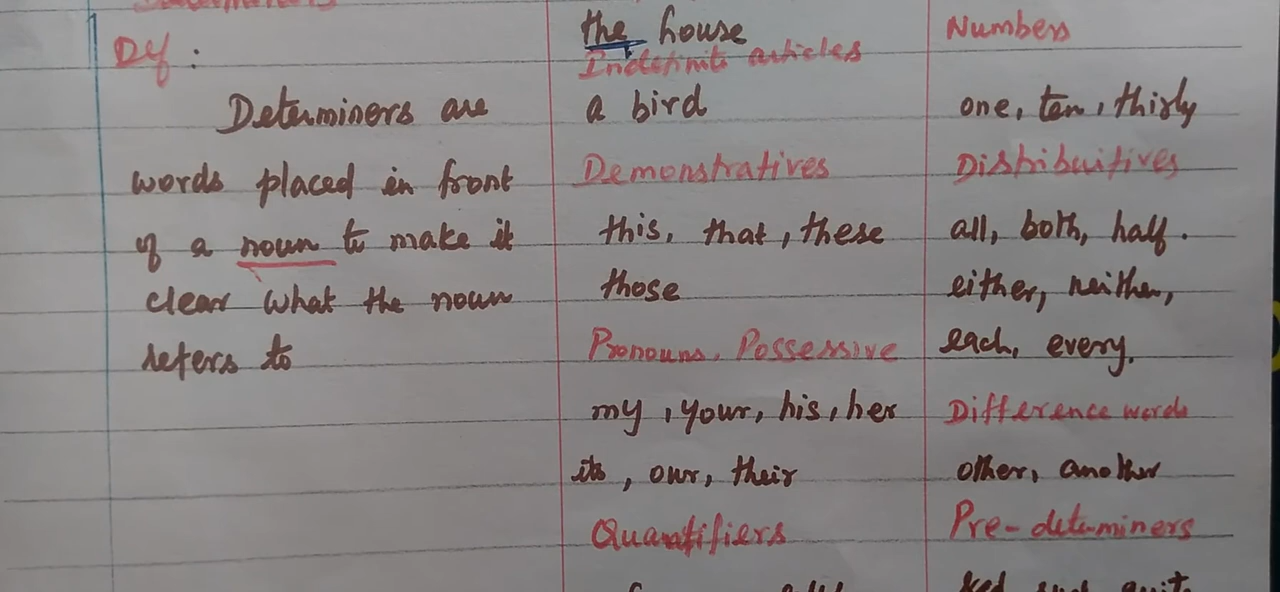 Def :
Determiners are
words placed in front
of a noun to make it
clear what the noun
refers to
the house
Indefinite articles
a bird
Demonstratives
this, that, these
those
Pronouns, Possessive
my, your, his, her
its, our, their
Quantifiers
Numbers
one, ten, thirty
Distribuitives
all, both, half.
either, neither,
each, every.
Difference words
other, another
Pre-determiners